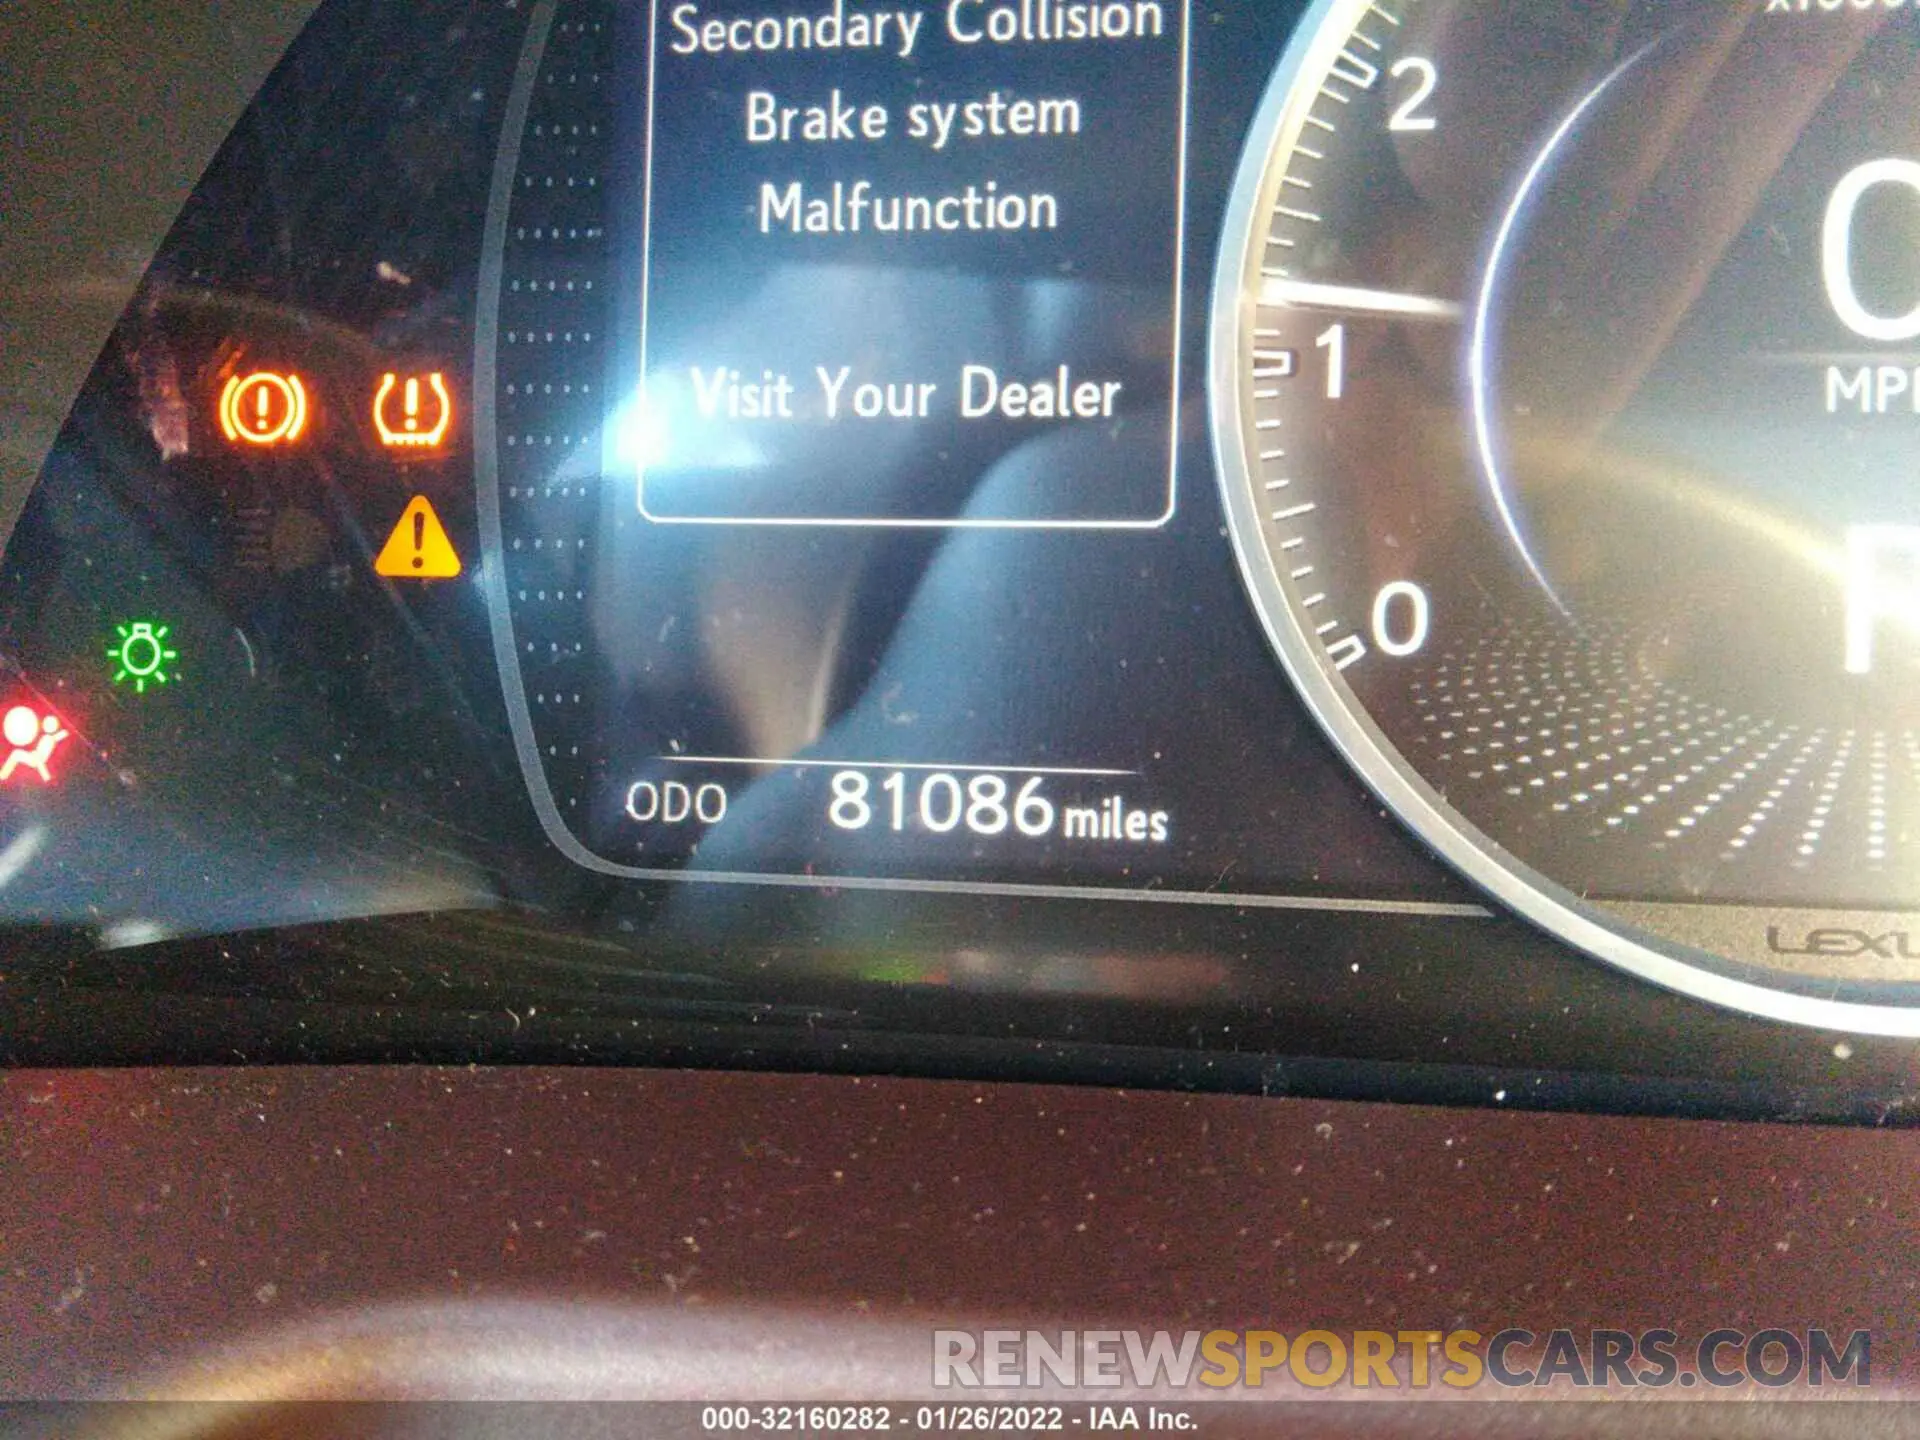 Secondary Collision
Brake system
Malfunction
Visit Your Dealer
2
1
0
0
ODO 81086 miles
RENEWSPORTSCARS.COM
000-32160282 - 01/26/2022 - IAA Inc.